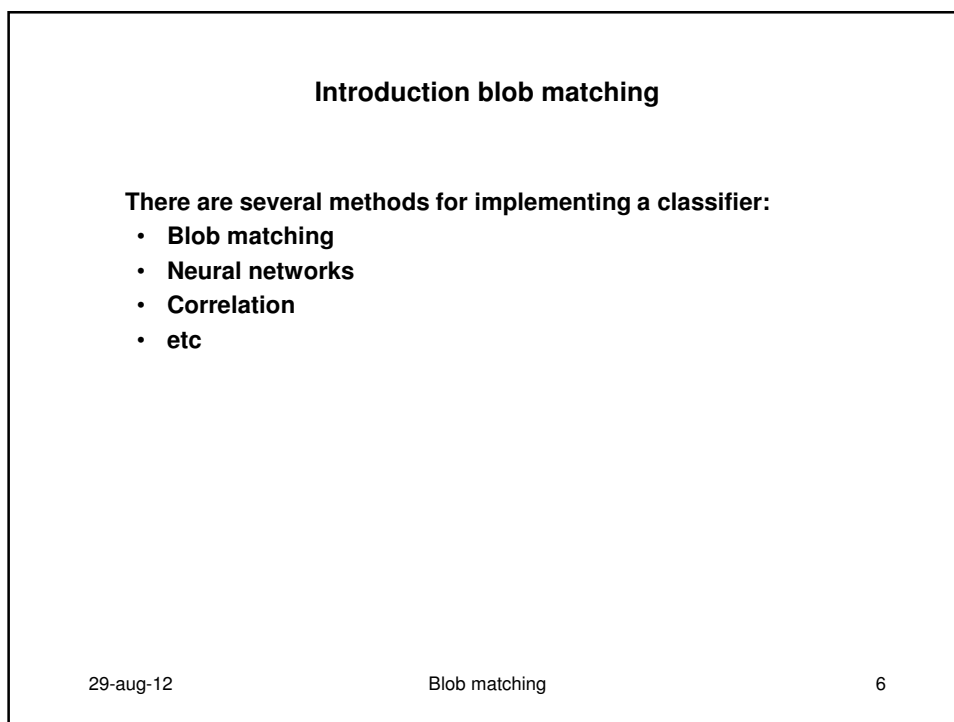 Introduction blob matching
There are several methods for implementing a classifier:
• Blob matching
• Neural networks
• Correlation
• etc
29-aug-12 Blob matching 6